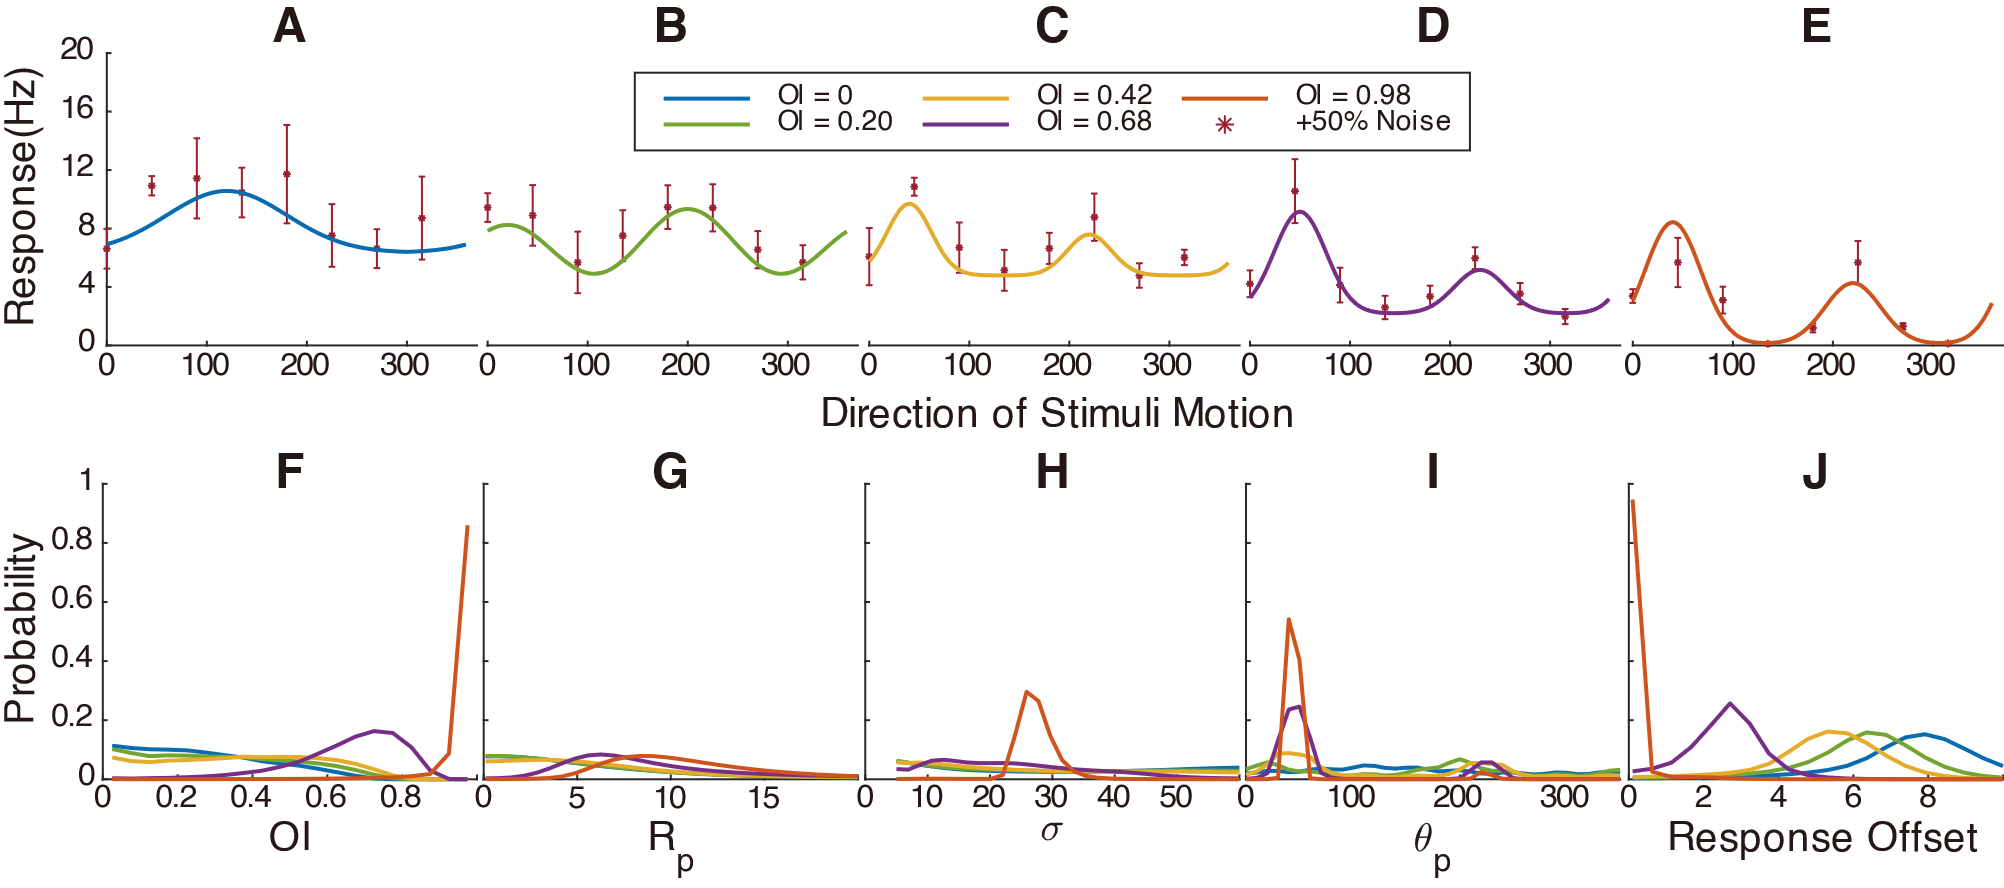 A B C D E
20
16
12
8
4
0
Response(Hz)
OI = 0 OI = 0.42 OI = 0.98
OI = 0.20 OI = 0.68 +50% Noise
0 100 200 300 0 100 200 300 0 100 200 300 0 100 200 300 0 100 200 300
Direction of Stimuli Motion
F G H I J
1
0.8
0.6
0.4
0.2
0
Probability
0 0.2 0.4 0.6 0.8 0 5 10 15 0 10 20 30 40 50 0 100 200 300 0 2 4 6 8
OI Rp σ θp Response Offset